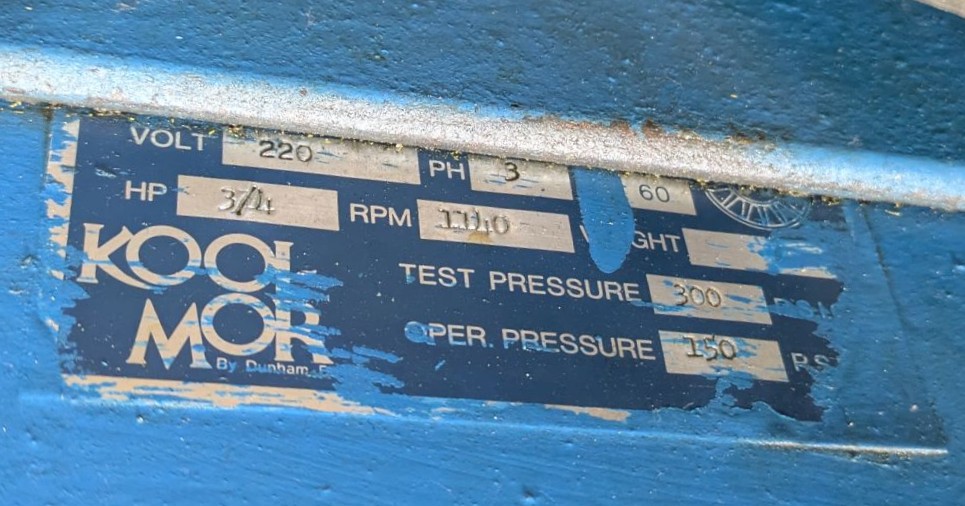 VOLT 220 PH 3 60
HP 3/4 RPM 1140
TEST PRESSURE 300
PER. PRESSURE 150
KOOL
MOR
By Dunham